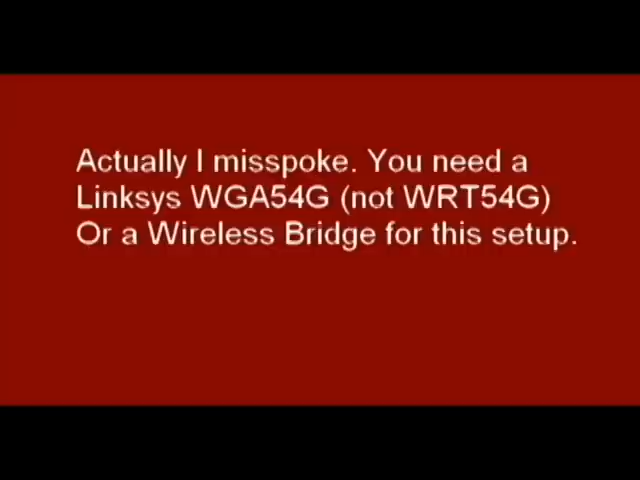 Actually I misspoke. You need a
Linksys WGA54G (not WRT54G)
Or a Wireless Bridge for this setup.